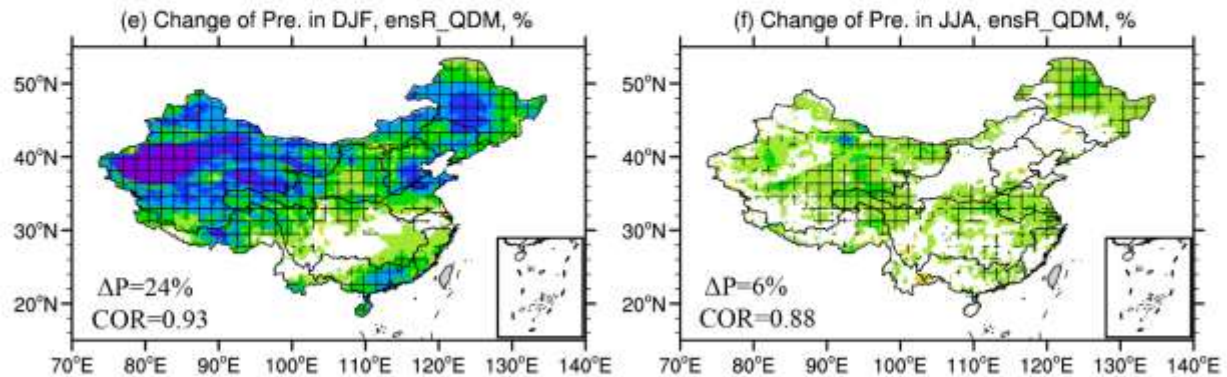 (e) Change of Pre. in DJF, ensR_QDM, %
(f) Change of Pre. in JJA, ensR_QDM, %
50°N
40°N
30°N
20°N
ΔP=24%
COR=0.93
70°E 80°E 90°E 100°E 110°E 120°E 130°E 140°E
50°N
40°N
30°N
20°N
ΔP=6%
COR=0.88
70°E 80°E 90°E 100°E 110°E 120°E 130°E 140°E